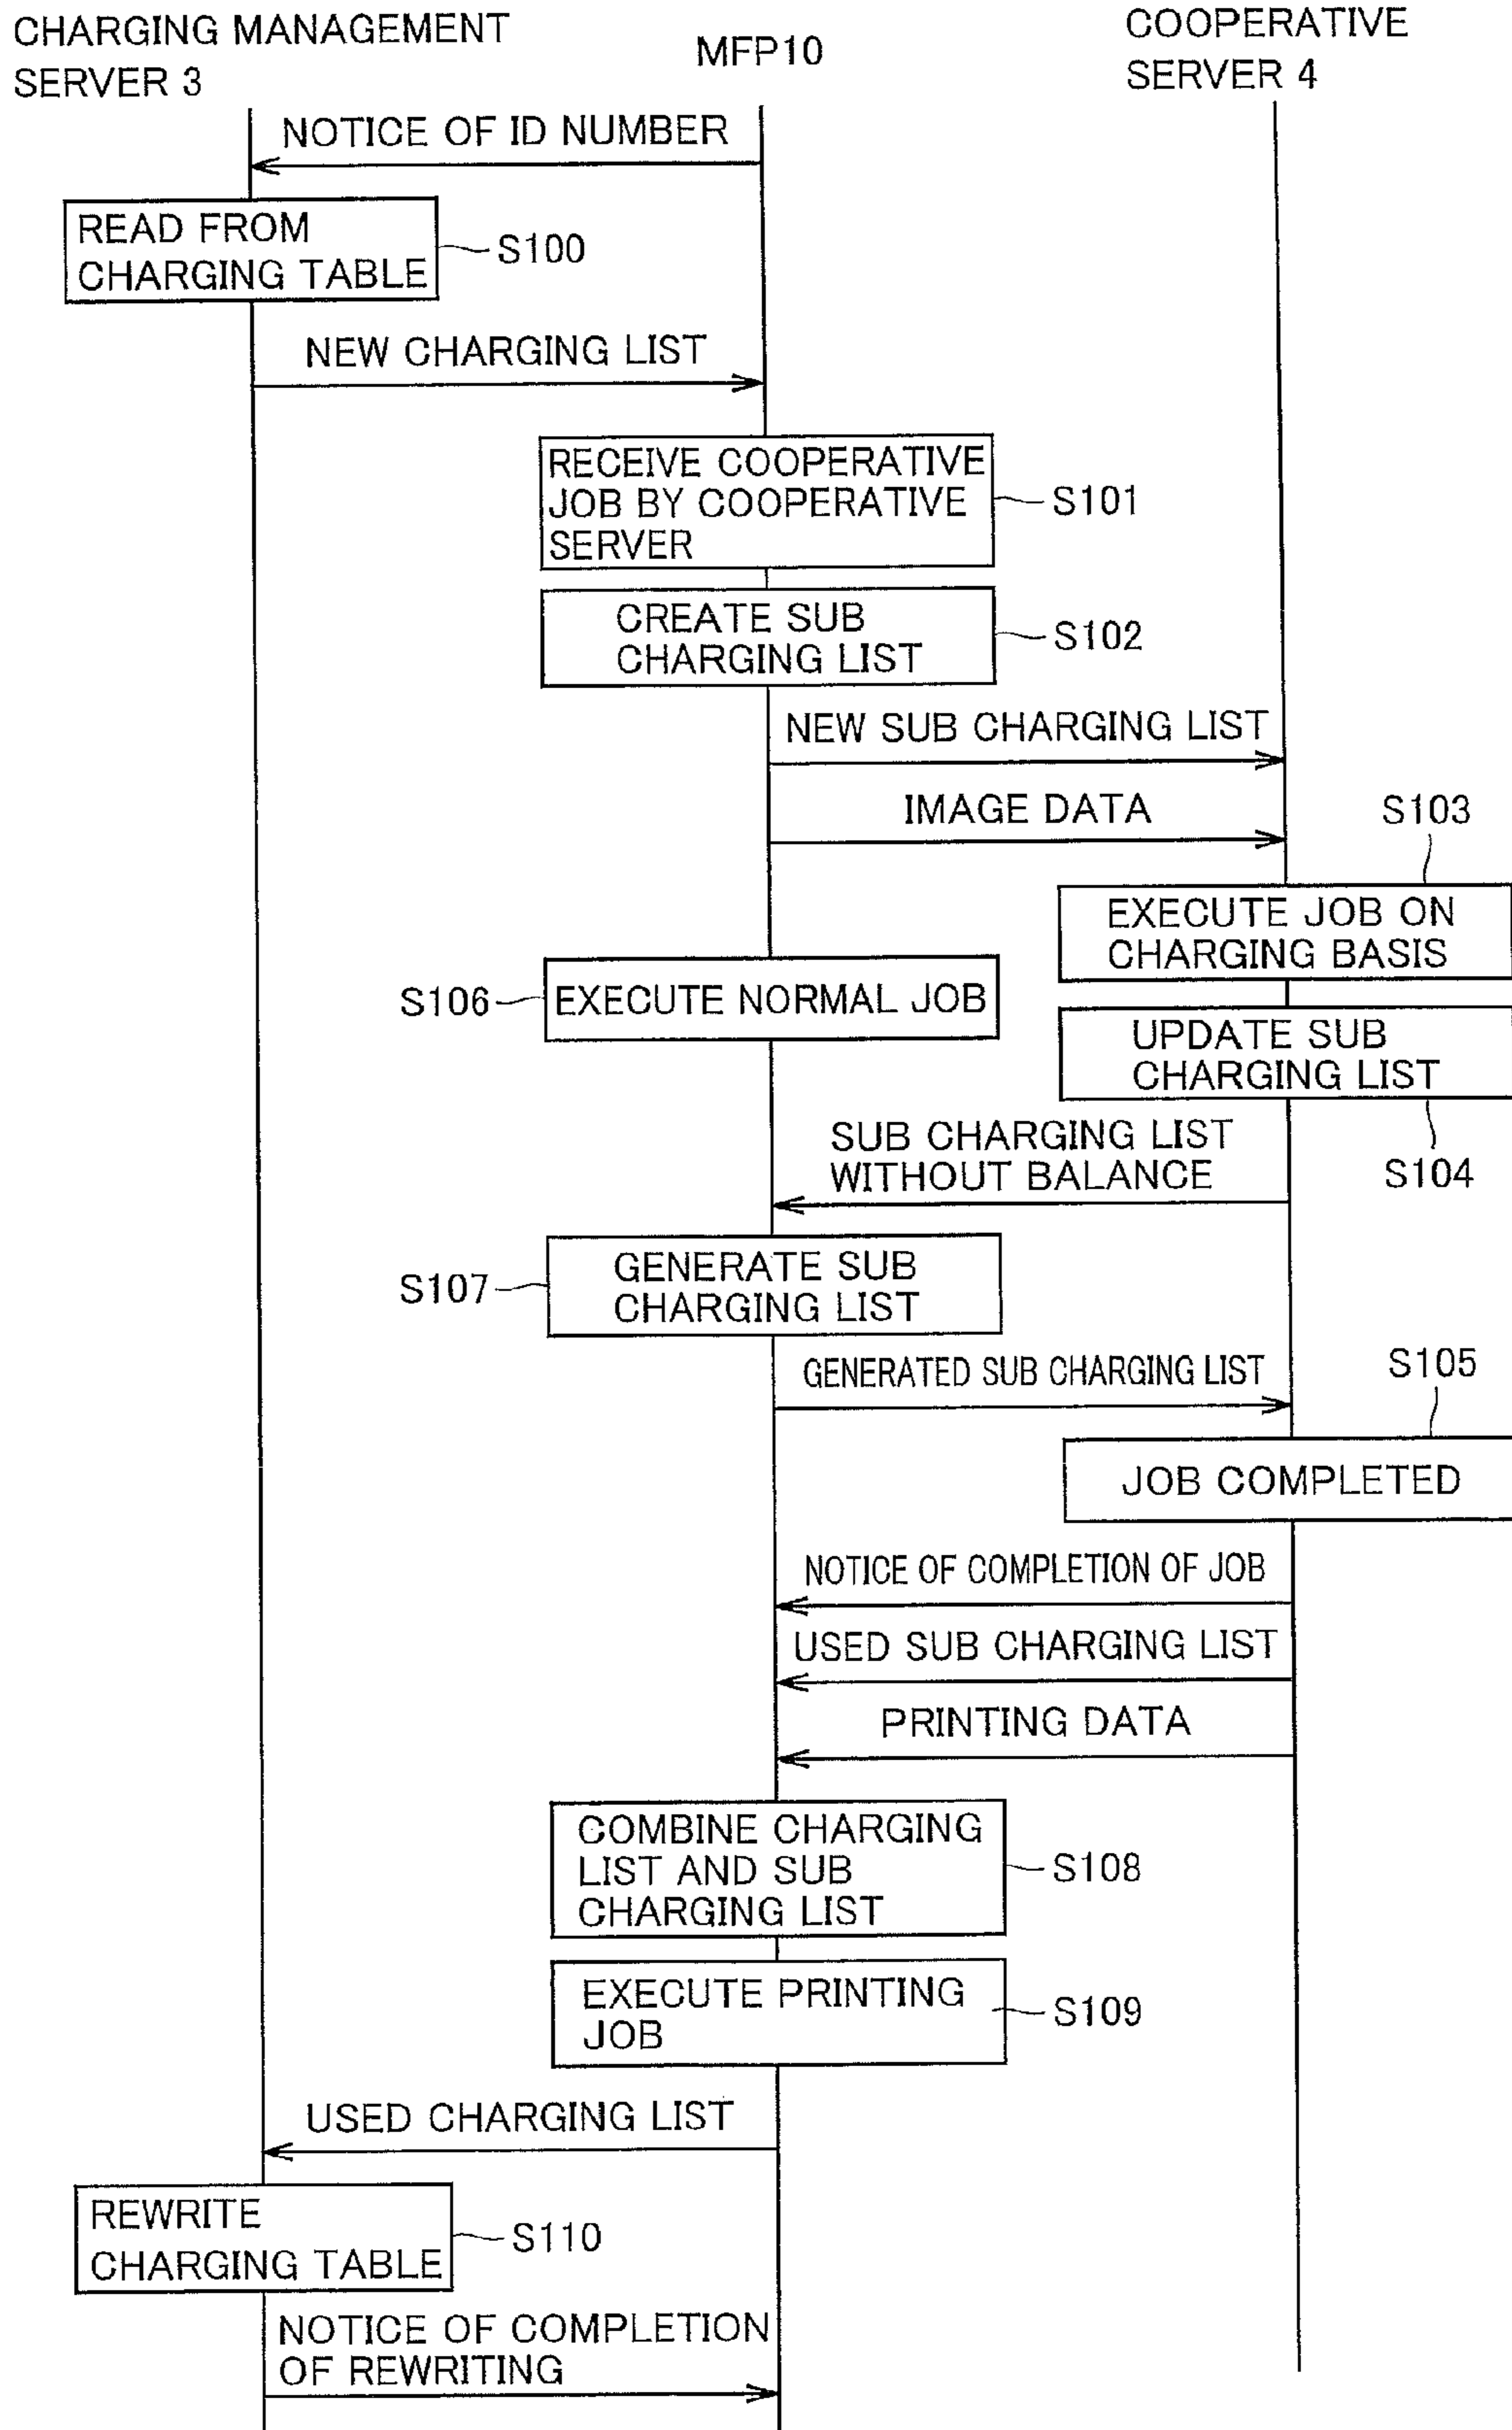 CHARGING MANAGEMENT
SERVER 3
MFP10
COOPERATIVE
SERVER 4
NOTICE OF ID NUMBER
READ FROM
CHARGING TABLE
S100
NEW CHARGING LIST
RECEIVE COOPERATIVE
JOB BY COOPERATIVE
SERVER
S101
CREATE SUB
CHARGING LIST
S102
NEW SUB CHARGING LIST
IMAGE DATA
S103
EXECUTE JOB ON
CHARGING BASIS
S106
EXECUTE NORMAL JOB
UPDATE SUB
CHARGING LIST
S104
SUB CHARGING LIST
WITHOUT BALANCE
S107
GENERATE SUB
CHARGING LIST
GENERATED SUB CHARGING LIST
S105
JOB COMPLETED
NOTICE OF COMPLETION OF JOB
USED SUB CHARGING LIST
PRINTING DATA
COMBINE CHARGING
LIST AND SUB
CHARGING LIST
S108
EXECUTE PRINTING
JOB
S109
USED CHARGING LIST
REWRITE
CHARGING TABLE
S110
NOTICE OF COMPLETION
OF REWRITING